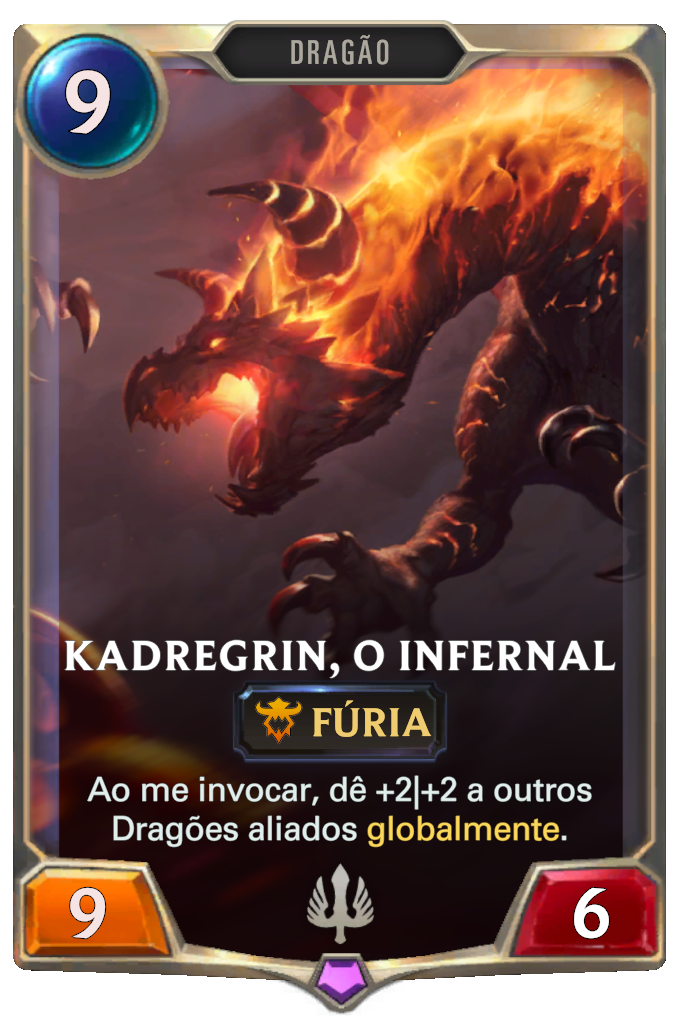 DRAGÃO
9
KADREGRIN, O INFERNAL
FÚRIA
Ao me invocar, dê +2|+2 a outros
Dragões aliados globalmente.
9
6